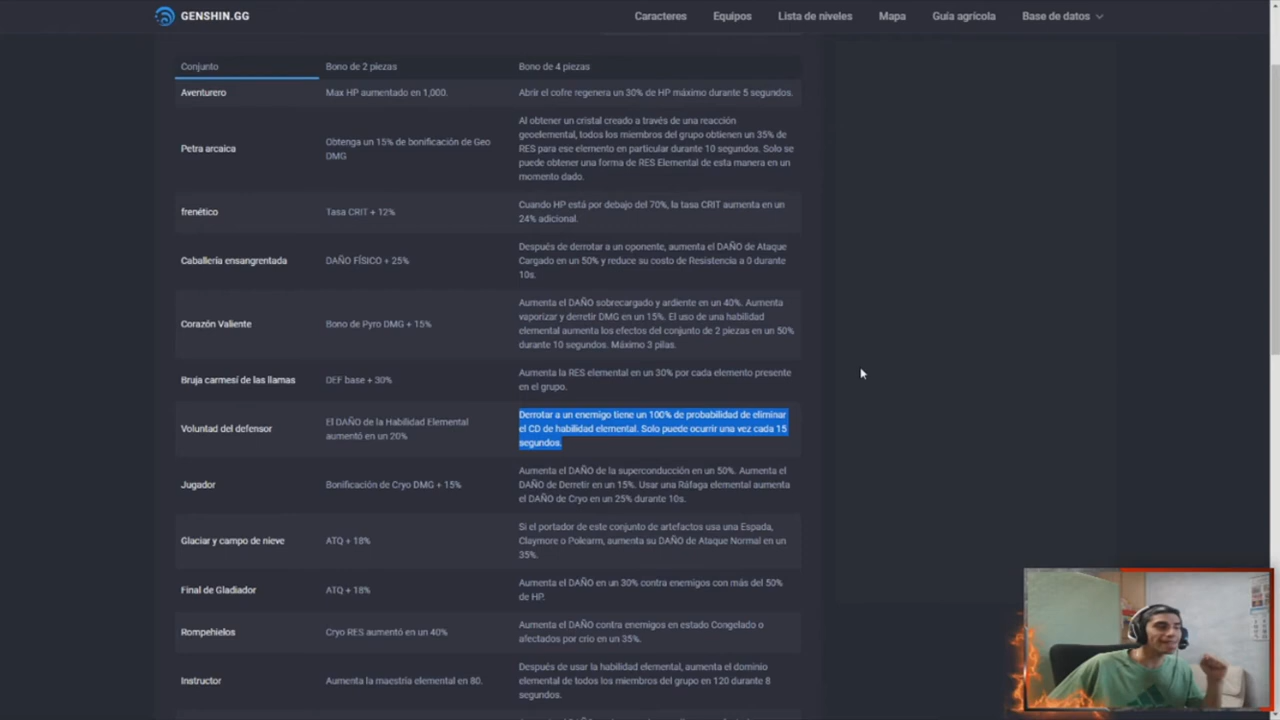 GENSHIN.GG
Caracteres Equipos Lista de niveles Mapa Guía agrícola Base de datos
Conjunto Bono de 2 piezas Bono de 4 piezas
Aventurero Max HP aumentado en 1,000. Abrir el cofre regenera un 30% de HP máximo durante 5 segundos.
Petra arcaica
Obtenga un 15% de bonificación de Geo
DMG
Al obtener un cristal creado a través de una reacción
geoelemental, todos los miembros del grupo obtienen un 35% de
RES para ese elemento en particular durante 10 segundos. Solo se
puede obtener una forma de RES Elemental de esta manera en un
momento dado.
frenético
Tasa CRIT + 12%
Cuando HP está por debajo del 70%, la tasa CRIT aumenta en un
24% adicional.
Caballería ensangrentada
DAÑO FÍSICO + 25%
Después de derrotar a un oponente, aumenta el DAÑO de Ataque
Cargado en un 50% y reduce su costo de Resistencia a 0 durante
10s.
Corazón Valiente
Bono de Pyro DMG + 15%
Aumenta el DAÑO sobrecargado y ardiente en un 40%. Aumenta
vaporizar y derretir DMG en un 15%. El uso de una habilidad
elemental aumenta los efectos del conjunto de 2 piezas en un 50%
durante 10 segundos. Máximo 3 pilas.
Bruja carmesí de las llamas
DEF base + 30%
Aumenta la RES elemental en un 30% por cada elemento presente
en el grupo.
Voluntad del defensor
El DAÑO de la Habilidad Elemental
aumentó en un 20%
Derrotar a un enemigo tiene un 100% de probabilidad de eliminar
el CD de habilidad elemental. Solo puede ocurrir una vez cada 15
segundos.
Jugador
Bonificación de Cryo DMG + 15%
Aumenta el DAÑO de la superconducción en un 50%. Aumenta el
DAÑO de Derretir en un 15%. Usar una Ráfaga elemental aumenta
el DAÑO de Cryo en un 25% durante 10s.
Glaciar y campo de nieve
ATQ + 18%
Si el portador de este conjunto de artefactos usa una Espada,
Claymore o Polearm, aumenta su DAÑO de Ataque Normal en un
35%.
Final de Gladiador
ATQ + 18%
Aumenta el DAÑO en un 30% contra enemigos con más del 50%
de HP.
Rompehielos
Cryo RES aumentó en un 40%
Aumenta el DAÑO contra enemigos en estado Congelado o
afectados por crio en un 35%.
Instructor
Aumenta la maestría elemental en 80.
Después de usar la habilidad elemental, aumenta el dominio
elemental de todos los miembros del grupo en 120 durante 8
segundos.